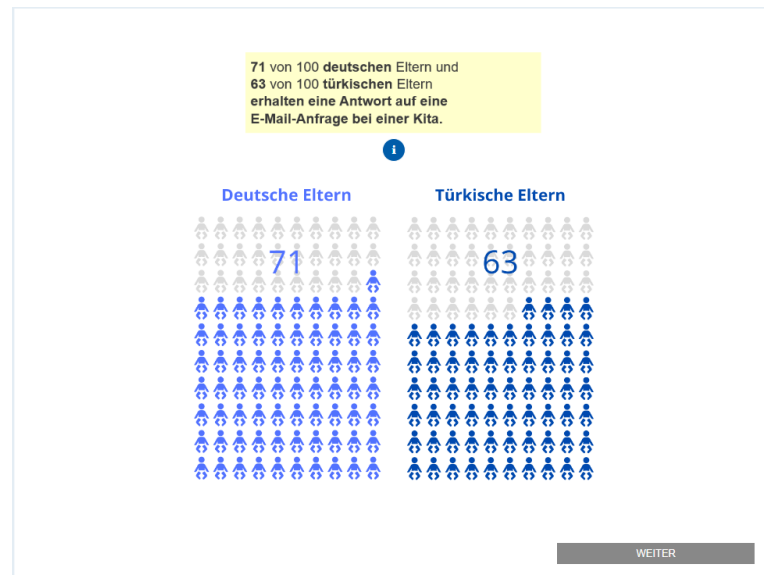 71 von 100 deutschen Eltern und
63 von 100 türkischen Eltern
erhalten eine Antwort auf eine
E-Mail-Anfrage bei einer Kita.
i
Deutsche Eltern
Türkische Eltern
71
63
WEITER